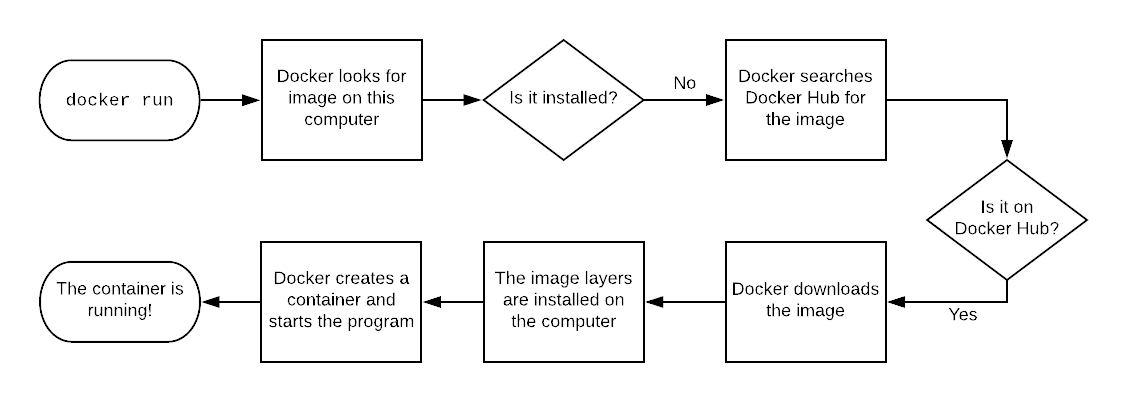 docker run
Docker looks for
image on this
computer
Is it installed?
No
Docker searches
Docker Hub for
the image
Is it on
Docker Hub?
Yes
Docker downloads
the image
The image layers
are installed on
the computer
Docker creates a
container and
starts the program
The container is
running!